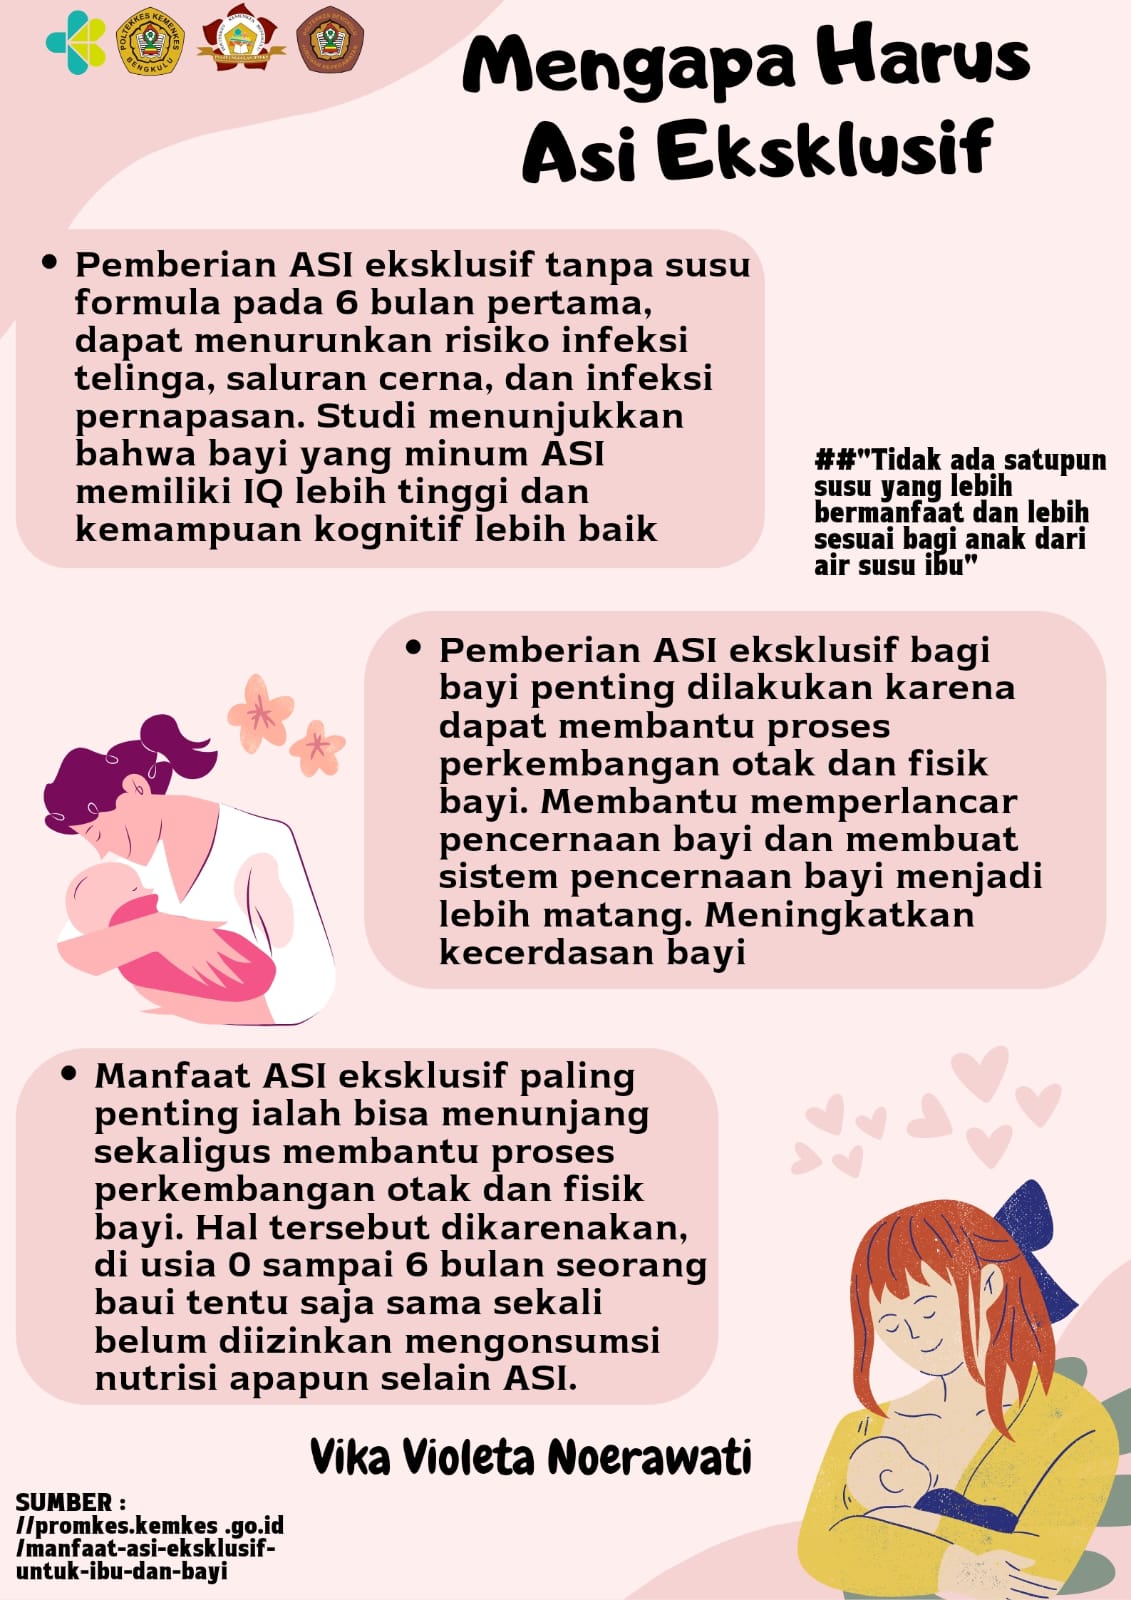 POLTEKKES KEMENKES
BENGKULU
Mengapa Harus
Asi Eksklusif
• Pemberian ASI eksklusif tanpa susu
formula pada 6 bulan pertama,
dapat menurunkan risiko infeksi
telinga, saluran cerna, dan infeksi
pernapasan. Studi menunjukkan
bahwa bayi yang minum ASI
memiliki IQ lebih tinggi dan
kemampuan kognitif lebih baik
##"Tidak ada satupun
susu yang lebih
bermanfaat dan lebih
sesuai bagi anak dari
air susu ibu"
• Pemberian ASI eksklusif bagi
bayi penting dilakukan karena
dapat membantu proses
perkembangan otak dan fisik
bayi. Membantu memperlancar
pencernaan bayi dan membuat
sistem pencernaan bayi menjadi
lebih matang. Meningkatkan
kecerdasan bayi
• Manfaat ASI eksklusif paling
penting ialah bisa menunjang
sekaligus membantu proses
perkembangan otak dan fisik
bayi. Hal tersebut dikarenakan,
di usia 0 sampai 6 bulan seorang
baui tentu saja sama sekali
belum diizinkan mengonsumsi
nutrisi apapun selain ASI.
Vika Violeta Noerawati
SUMBER :
//promkes.kemkes .go.id
/manfaat-asi-eksklusif-
untuk-ibu-dan-bayi